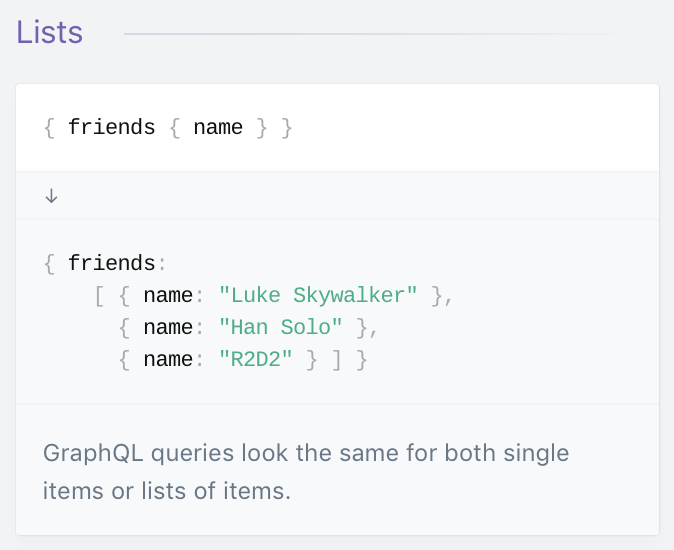 Lists
{ friends { name } }
↓
{ friends:
    [ { name: "Luke Skywalker" },
      { name: "Han Solo" },
      { name: "R2D2" } ] }
GraphQL queries look the same for both single
items or lists of items.